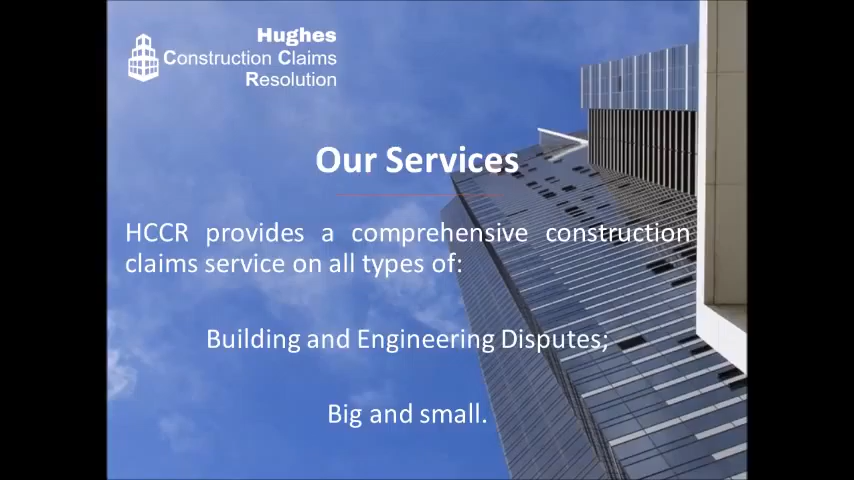 Hughes
Construction Claims
Resolution
Our Services
HCCR provides a comprehensive construction
claims service on all types of:
Building and Engineering Disputes;
Big and small.